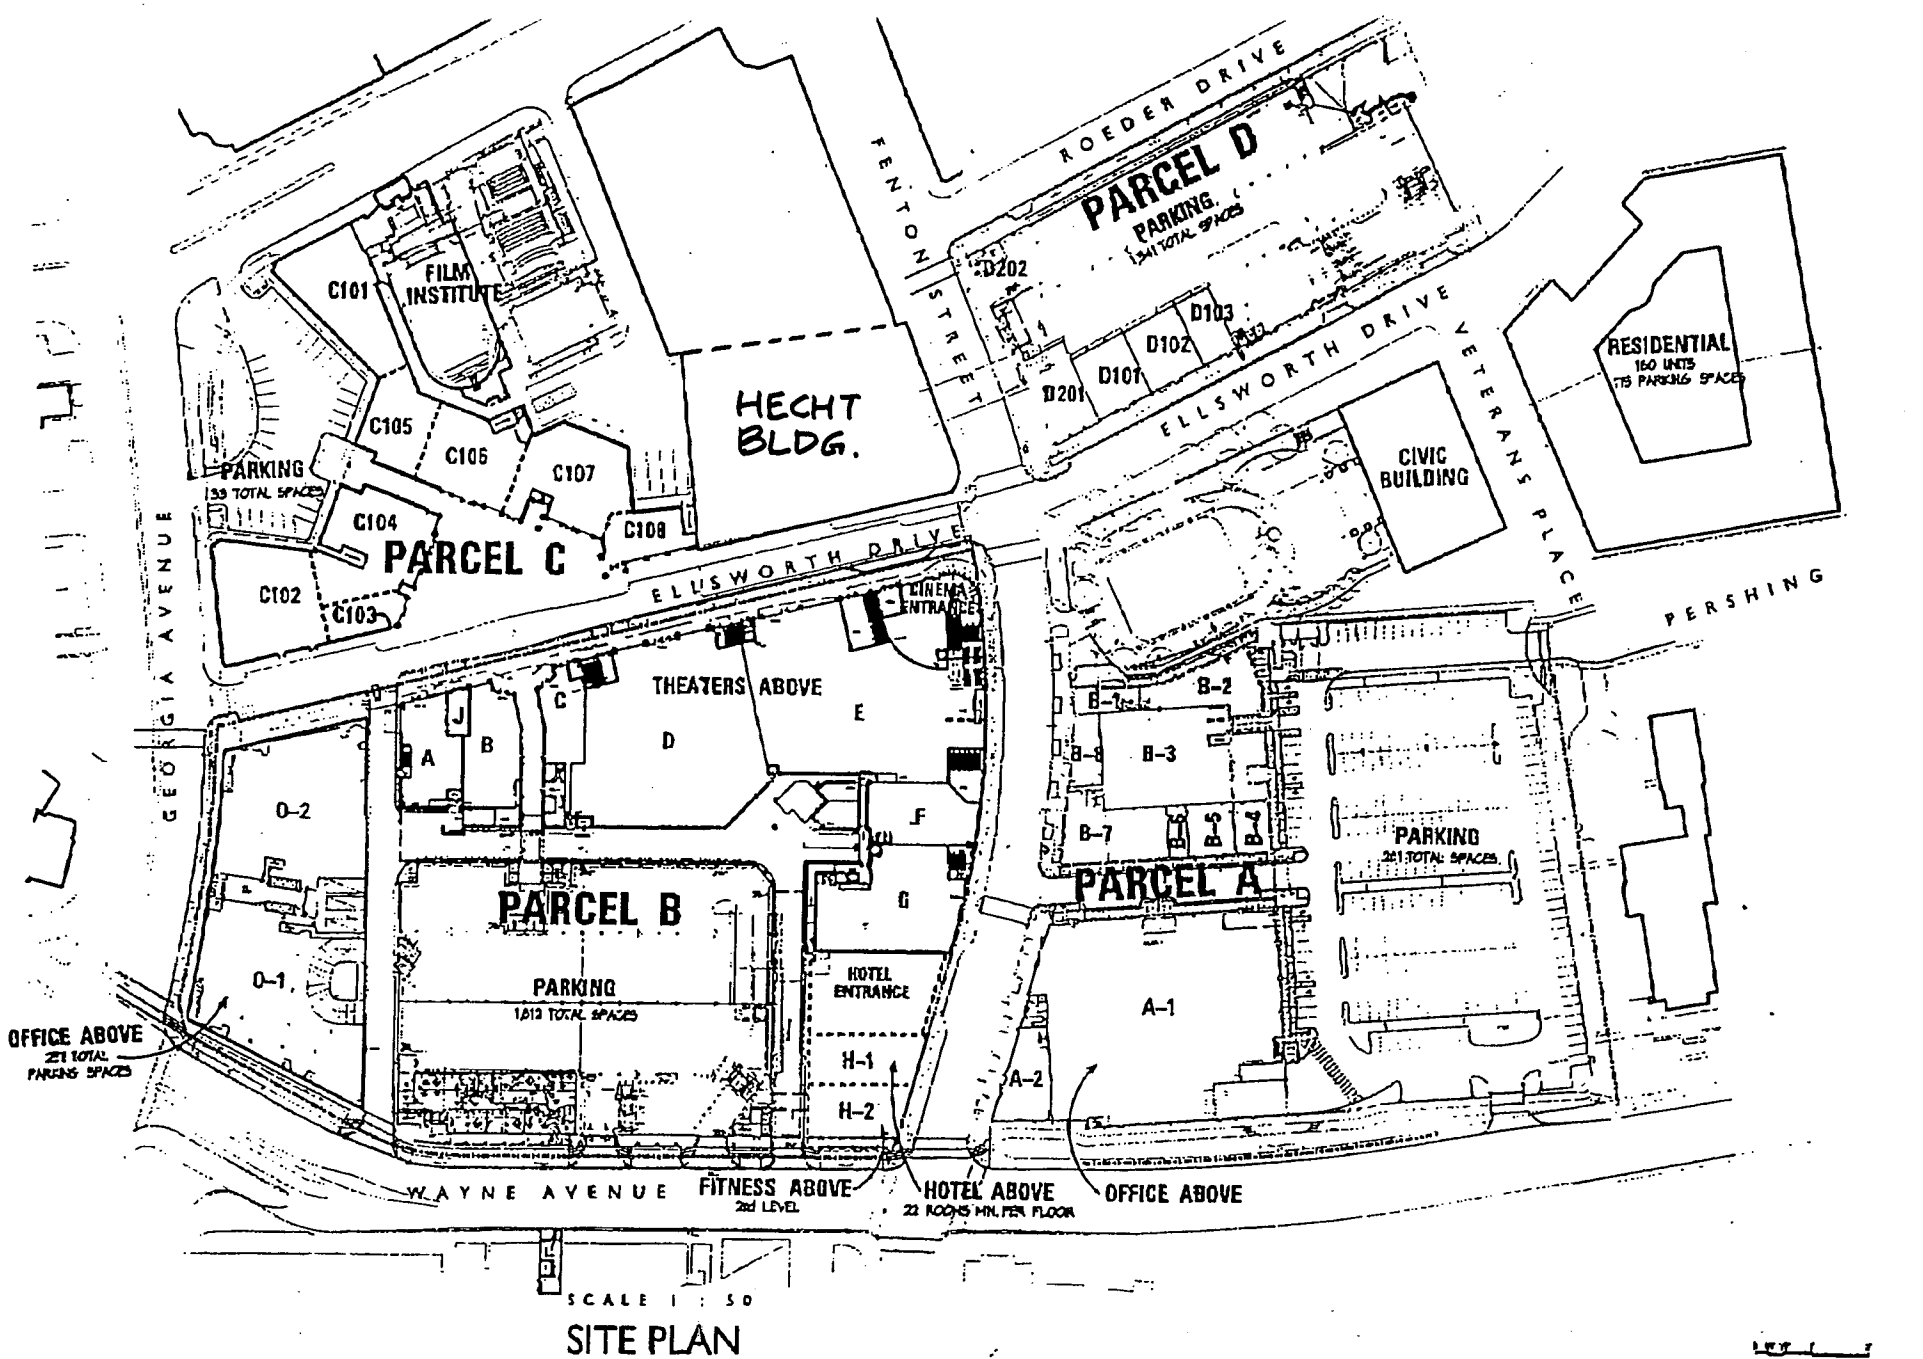 ROEDER DRIVE
FENTON STREET
PARCEL D
PARKING
1,341 TOTAL SPACES
D202
D103
D102
D101
D201
ELLSWORTH DRIVE
VETERANS PLACE
RESIDENTIAL
160 UNITS
PARKING SPACES
CIVIC
BUILDING
PERSHING
FILM
INSTITUTE
C101
C105
C106
C107
C108
PARKING
TOTAL SPACES
C104
PARCEL C
C102
C103
HECHT
BLDG.
GEORGIA AVENUE
ELLSWORTH DRIVE
CINEMA
ENTRANCE
THEATERS ABOVE
A
J
B
C
D
E
F
G
O-2
O-1
OFFICE ABOVE
TOTAL
PARKING SPACES
PARCEL B
PARKING
TOTAL SPACES
HOTEL
ENTRANCE
H-1
H-2
B-1
B-2
B-8
B-3
B-7
B-6
B-5
B-4
PARCEL A
PARKING
TOTAL SPACES
A-1
A-2
WAYNE AVENUE
FITNESS ABOVE
2nd LEVEL
HOTEL ABOVE
22 ROOMS MIN. PER FLOOR
OFFICE ABOVE
SCALE 1 : 50
SITE PLAN